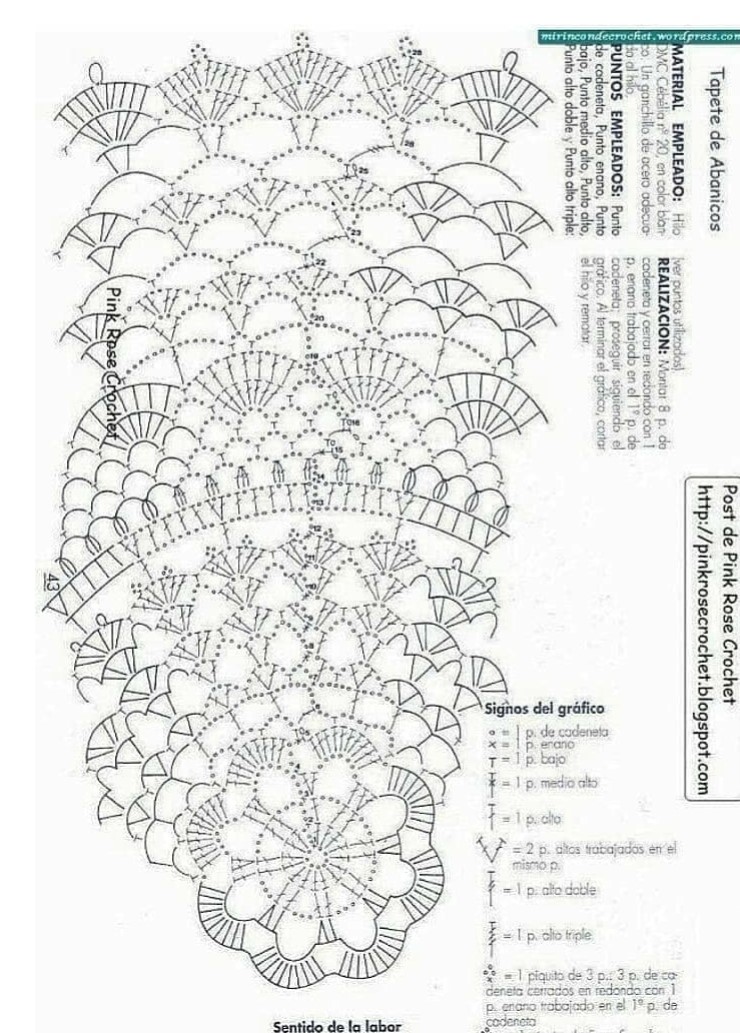 mirincondecrochet.wordpress.com
Tapete de Abanicos
MATERIAL EMPLEADO: Hilo
DMC Cebelia nº 20 en color blan-
co. Un ganchillo de acero adecua-
do al hilo.
PUNTOS EMPLEADOS: Punto
de cadeneta, Punto enano, Punto
bajo, Punto medio alto, Punto alto,
Punto alto doble y Punto alto triple;
(ver puntos utilizados)
REALIZACION: Montar 8 p. de
cadeneta y cerrar en redondo con 1
p. enano trabajado en el 1º p. de
cadeneta; proseguir siguiendo el
gráfico. Al terminar el gráfico, cortar
el hilo y rematar.
Post de Pink Rose Crochet
http://pinkrosecrochet.blogspot.com
Pink Rose Crochet
43
Signos del gráfico
= 1 p. de cadeneta
= 1 p. enano
= 1 p. bajo
= 1 p. medio alto
= 1 p. alto
= 2 p. altos trabajados en el
mismo p.
= 1 p. alto doble
= 1 p. alto triple
= 1 piquito de 3 p.: 3 p. de ca-
deneta cerrados en redondo con 1
p. enano trabajado en el 1º p. de
cadeneta
Sentido de la labor